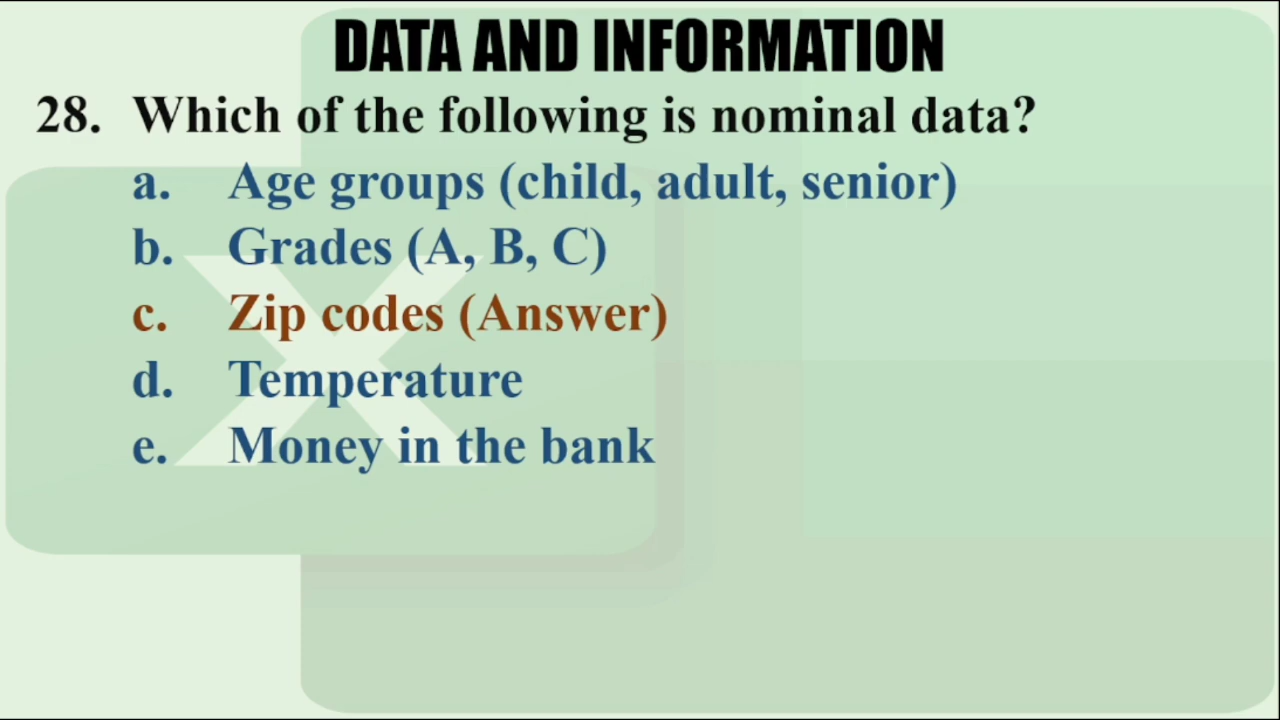 DATA AND INFORMATION
28. Which of the following is nominal data?
a. Age groups (child, adult, senior)
b. Grades (A, B, C)
c. Zip codes (Answer)
d. Temperature
e. Money in the bank